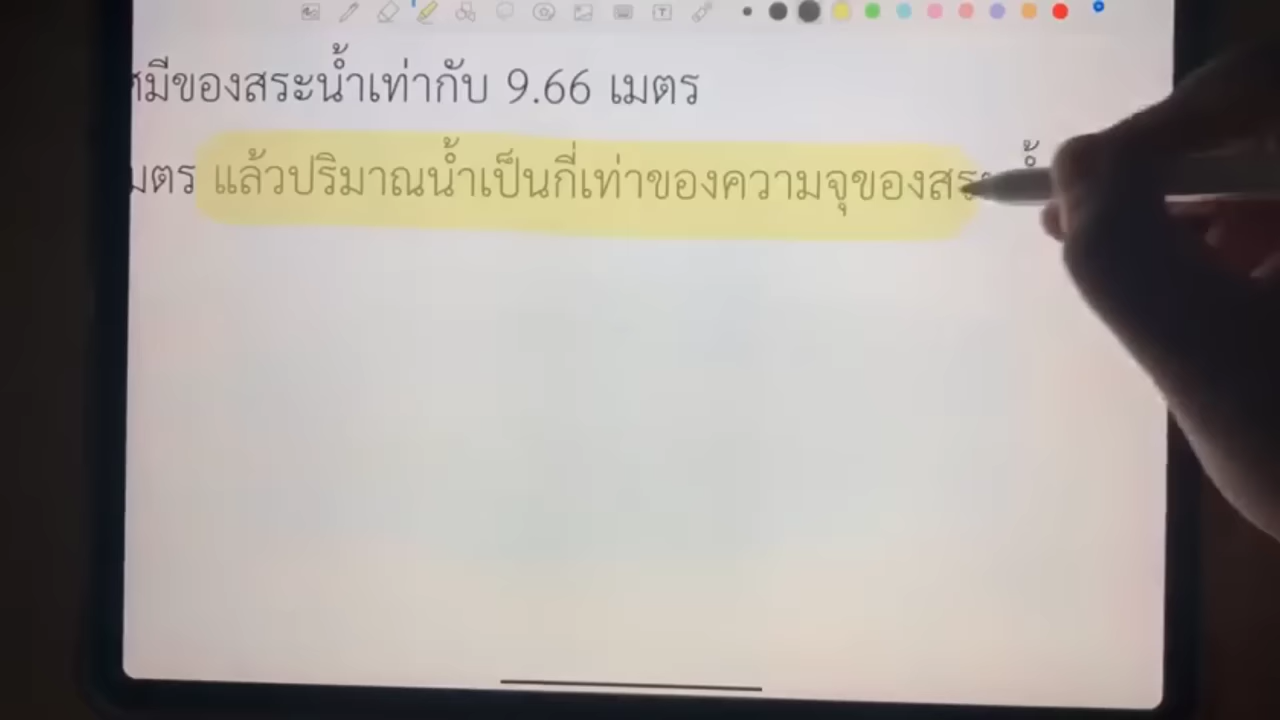 มีของสระน้ำเท่ากับ 9.66 เมตร
เมตร แล้วปริมาณน้ำเป็นกี่เท่าของความจุของสระ